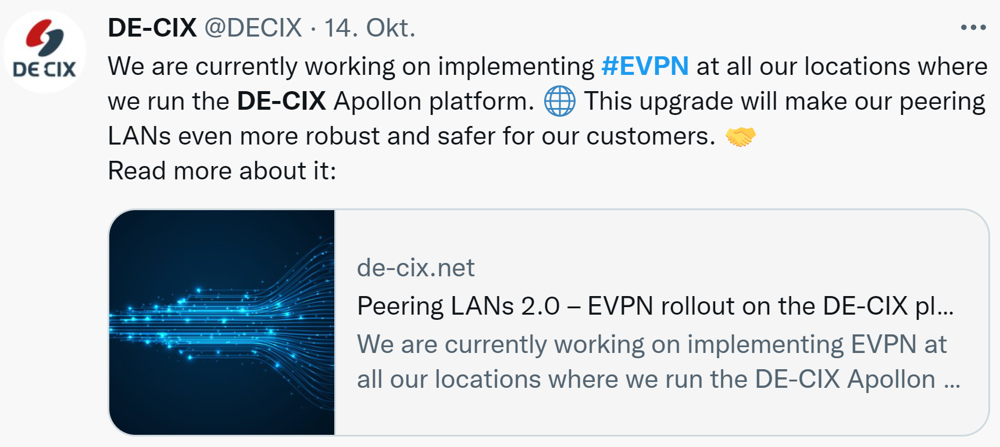 DE-CIX @DECIX · 14. Okt.
DE CIX
We are currently working on implementing #EVPN at all our locations where
we run the DE-CIX Apollon platform. 🌐 This upgrade will make our peering
LANs even more robust and safer for our customers. 🤝
Read more about it:
de-cix.net
Peering LANs 2.0 – EVPN rollout on the DE-CIX pl...
We are currently working on implementing EVPN at
all our locations where we run the DE-CIX Apollon ...